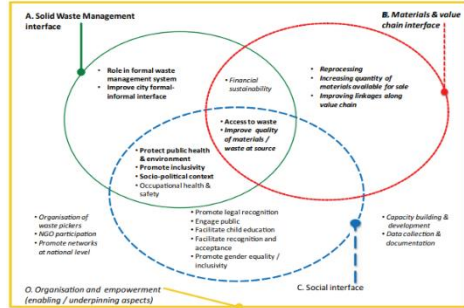 A. Solid Waste Management
interface
B. Materials & value
chain interface
• Role in formal waste
management system
• Improve city formal-
informal interface
Financial
sustainability
• Reprocessing
• Increasing quantity of
materials available for sale
• Improving linkages along
value chain
• Access to waste
• Improve quality
of materials /
waste at source
• Protect public health
& environment
• Promote inclusivity
• Socio-political context
• Occupational health &
safety
• Organisation of
waste pickers
• NGO participation
• Promote networks
at national level
• Promote legal recognition
• Engage public
• Facilitate child education
• Facilitate recognition and
acceptance
• Promote gender equality /
inclusivity
• Capacity building &
development
• Data collection &
documentation
C. Social interface
O. Organisation and empowerment
(enabling / underpinning aspects)